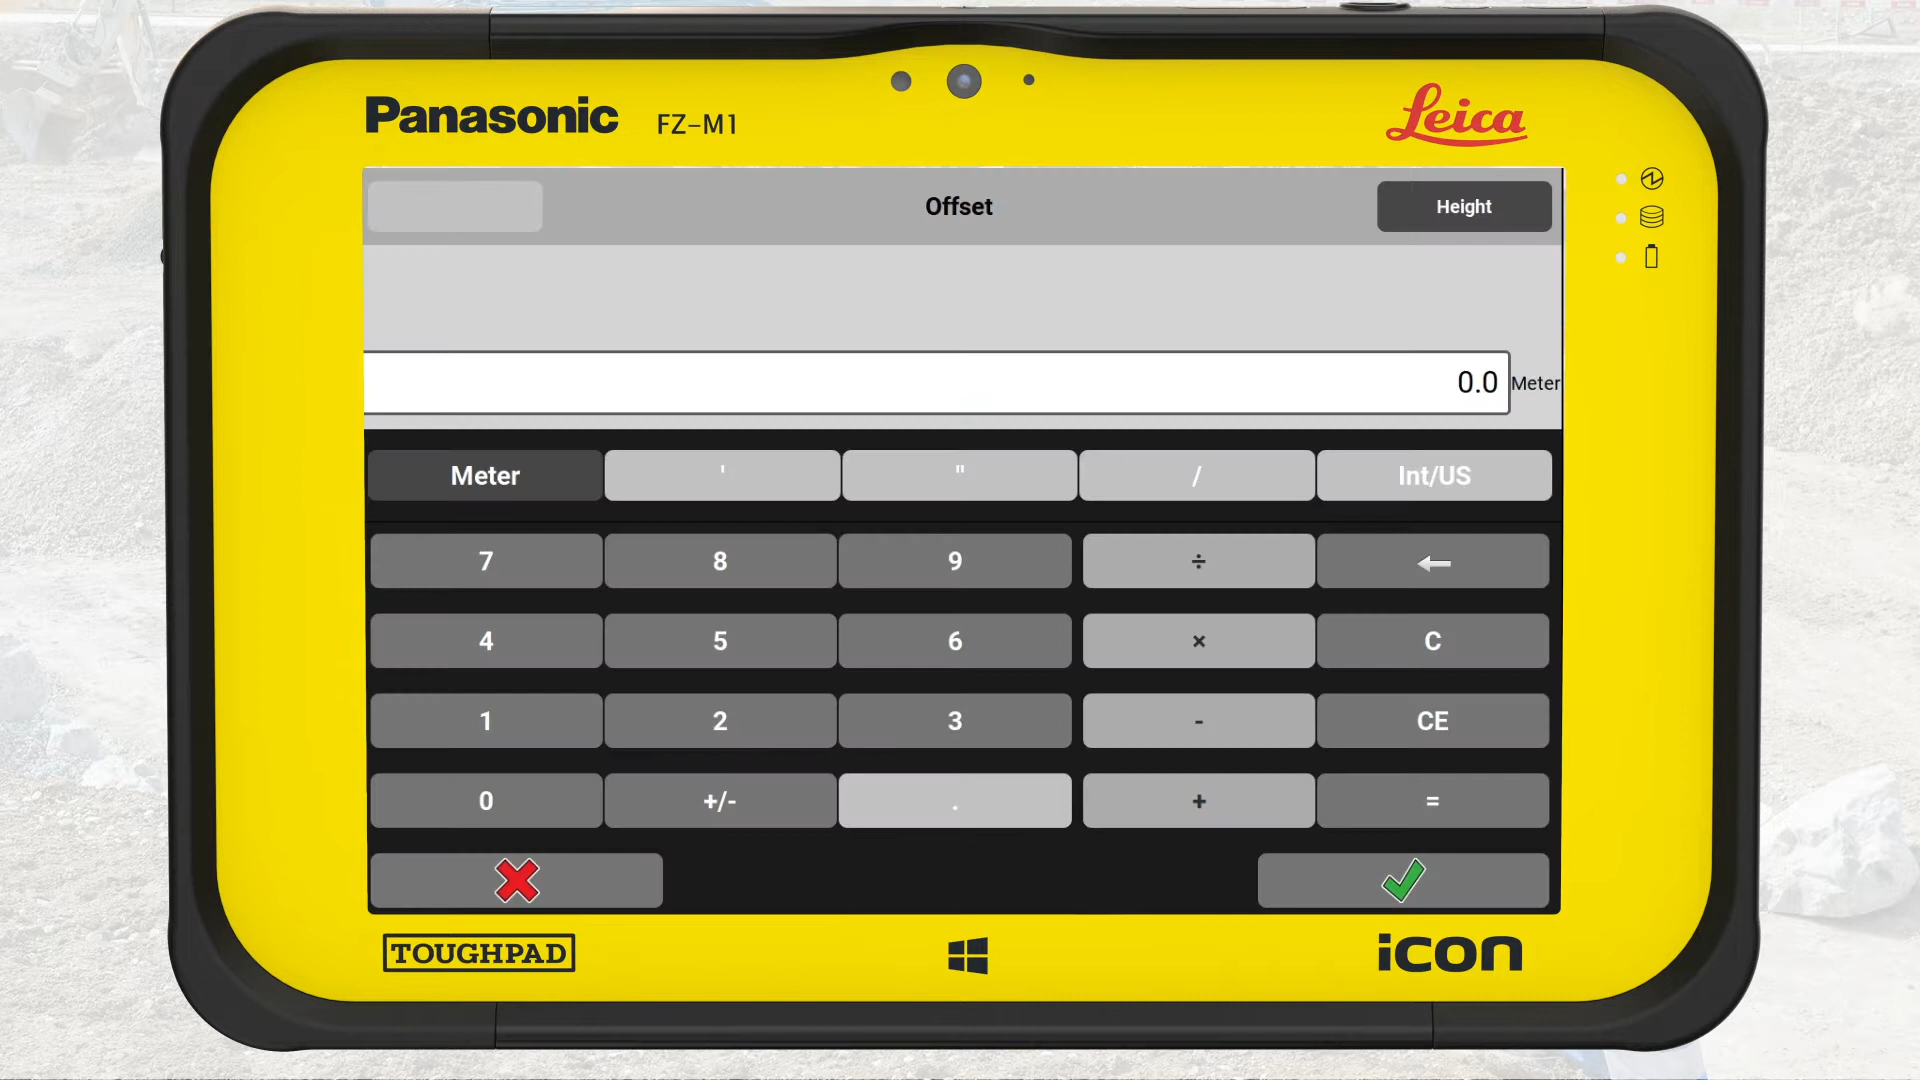 Panasonic FZ-M1 Leica
Offset Height
0.0 Meter
Meter ' " / Int/US
7 8 9 ÷ ←
4 5 6 × C
1 2 3 - CE
0 +/- . + =
TOUGHPAD icon